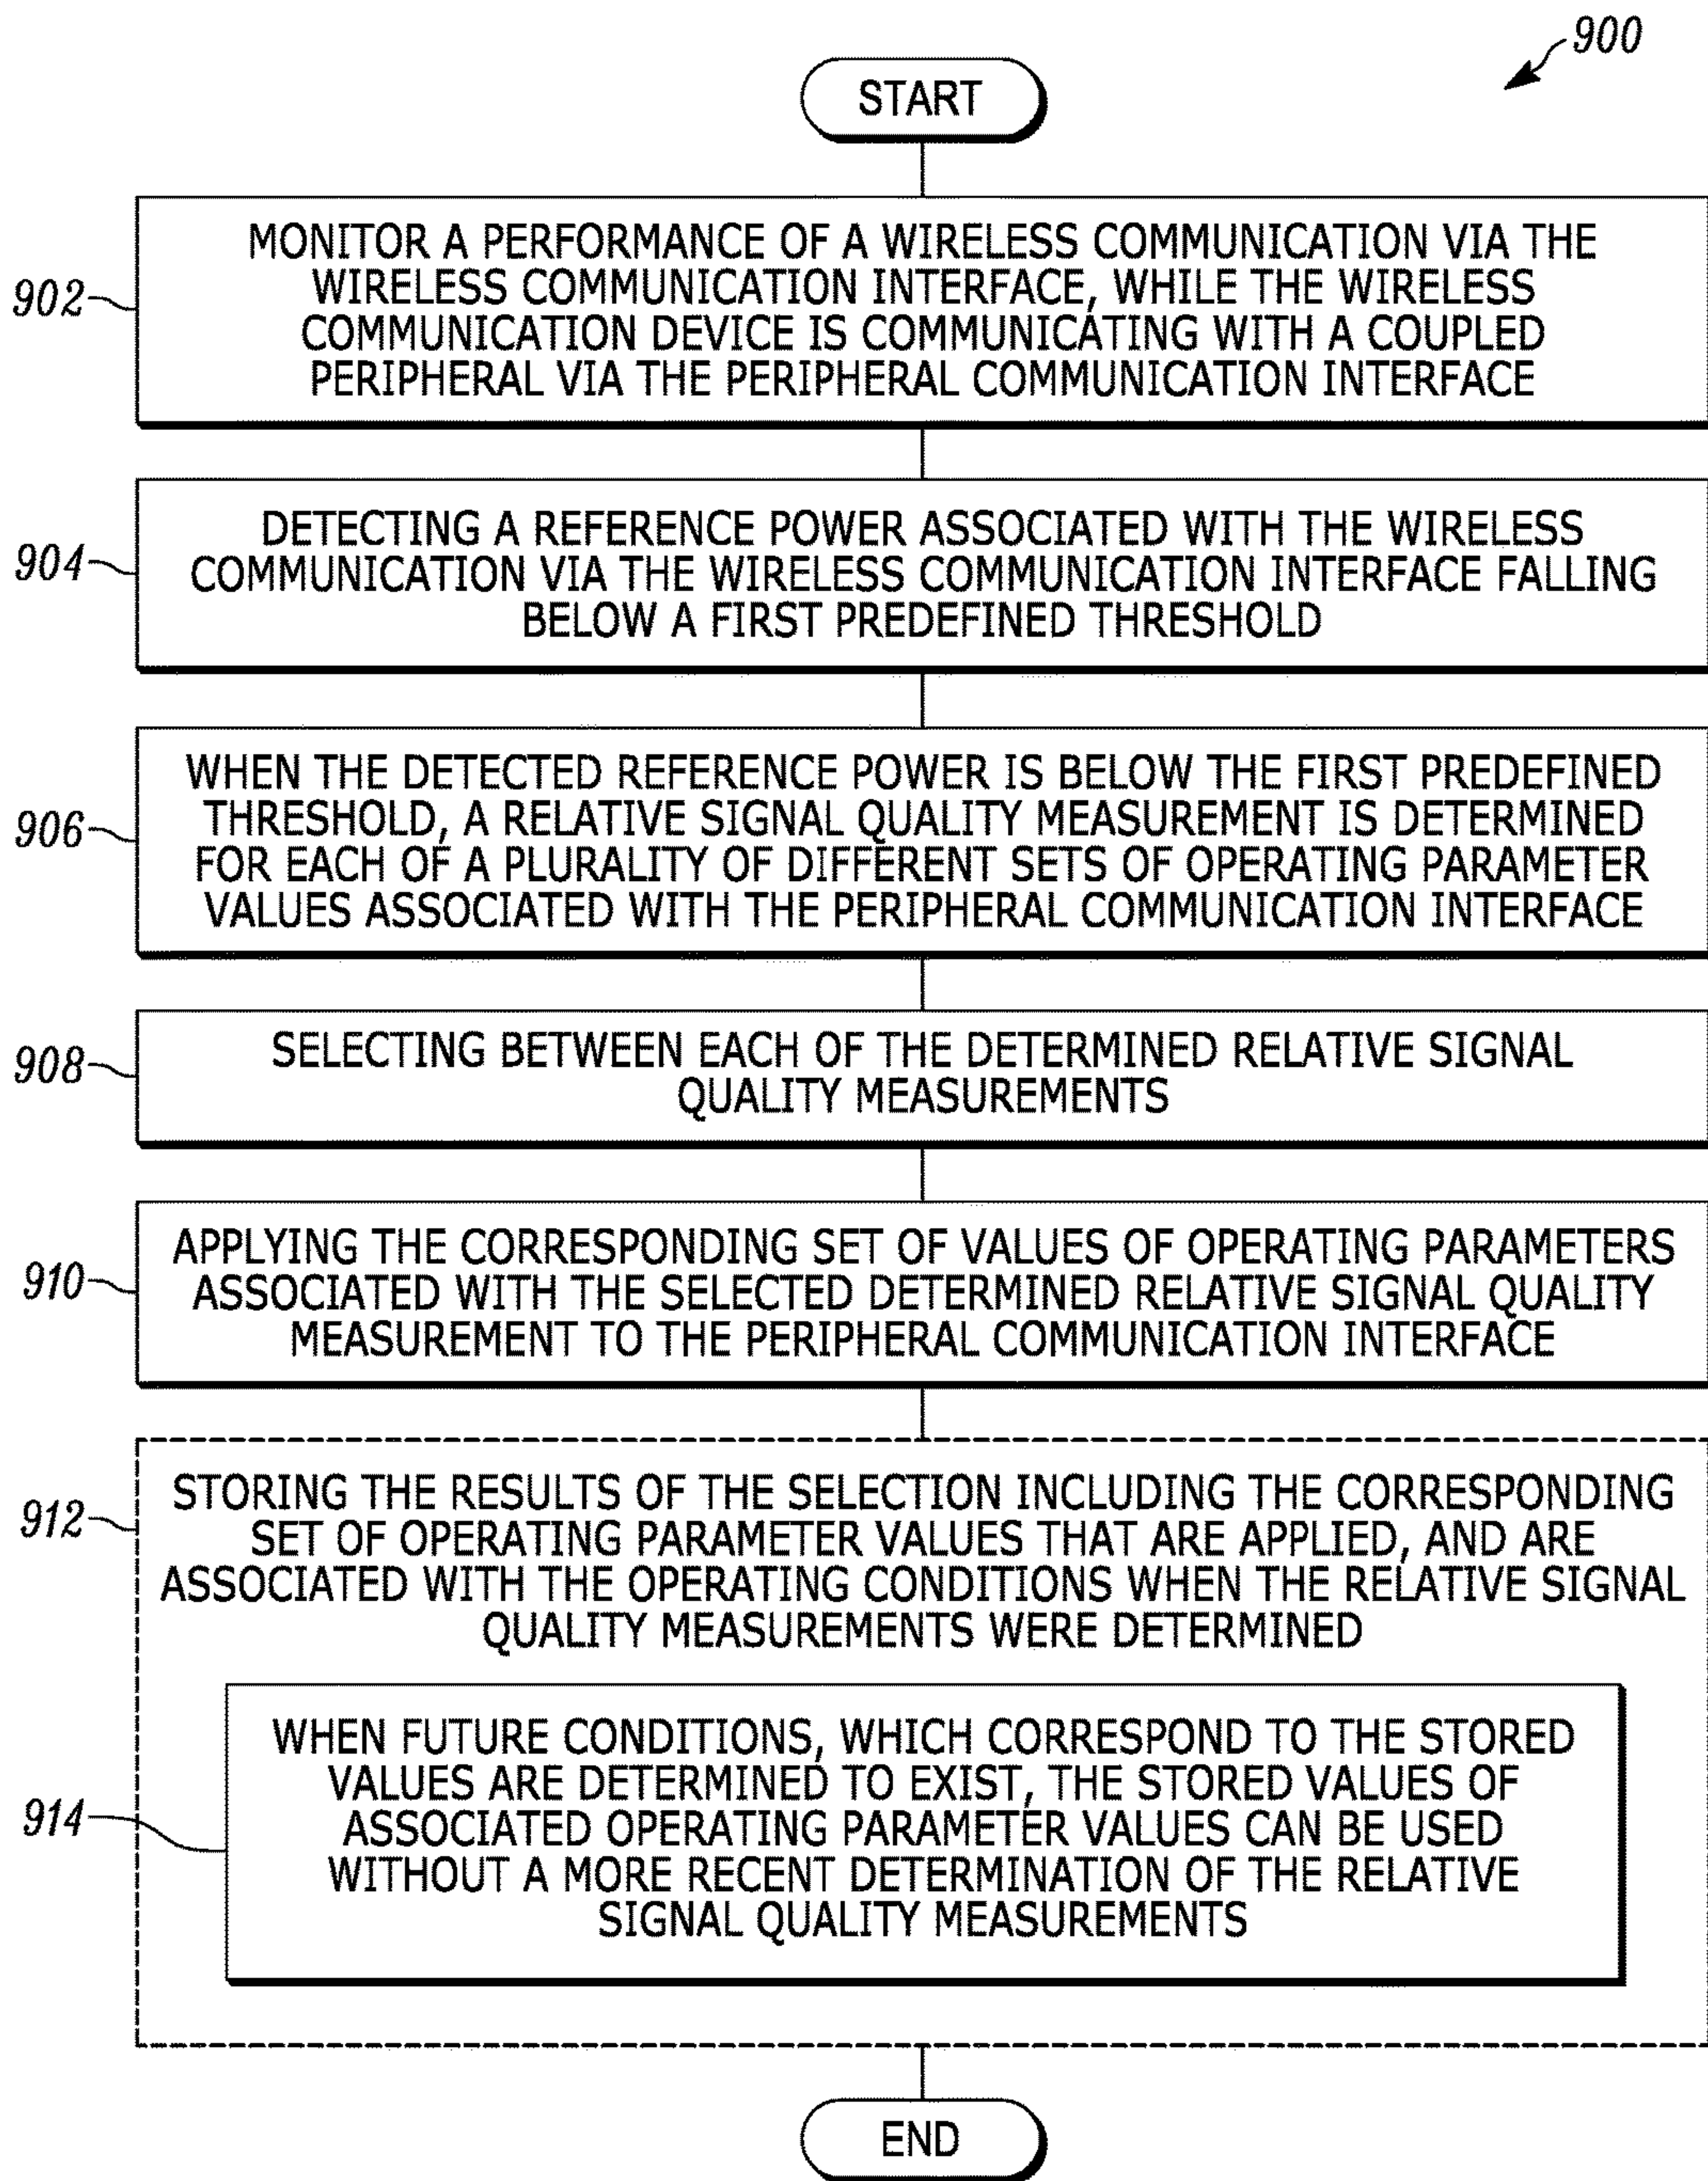 900
START
902
MONITOR A PERFORMANCE OF A WIRELESS COMMUNICATION VIA THE
WIRELESS COMMUNICATION INTERFACE, WHILE THE WIRELESS
COMMUNICATION DEVICE IS COMMUNICATING WITH A COUPLED
PERIPHERAL VIA THE PERIPHERAL COMMUNICATION INTERFACE
904
DETECTING A REFERENCE POWER ASSOCIATED WITH THE WIRELESS
COMMUNICATION VIA THE WIRELESS COMMUNICATION INTERFACE FALLING
BELOW A FIRST PREDEFINED THRESHOLD
906
WHEN THE DETECTED REFERENCE POWER IS BELOW THE FIRST PREDEFINED
THRESHOLD, A RELATIVE SIGNAL QUALITY MEASUREMENT IS DETERMINED
FOR EACH OF A PLURALITY OF DIFFERENT SETS OF OPERATING PARAMETER
VALUES ASSOCIATED WITH THE PERIPHERAL COMMUNICATION INTERFACE
908
SELECTING BETWEEN EACH OF THE DETERMINED RELATIVE SIGNAL
QUALITY MEASUREMENTS
910
APPLYING THE CORRESPONDING SET OF VALUES OF OPERATING PARAMETERS
ASSOCIATED WITH THE SELECTED DETERMINED RELATIVE SIGNAL QUALITY
MEASUREMENT TO THE PERIPHERAL COMMUNICATION INTERFACE
912
STORING THE RESULTS OF THE SELECTION INCLUDING THE CORRESPONDING
SET OF OPERATING PARAMETER VALUES THAT ARE APPLIED, AND ARE
ASSOCIATED WITH THE OPERATING CONDITIONS WHEN THE RELATIVE SIGNAL
QUALITY MEASUREMENTS WERE DETERMINED
914
WHEN FUTURE CONDITIONS, WHICH CORRESPOND TO THE STORED
VALUES ARE DETERMINED TO EXIST, THE STORED VALUES OF
ASSOCIATED OPERATING PARAMETER VALUES CAN BE USED
WITHOUT A MORE RECENT DETERMINATION OF THE RELATIVE
SIGNAL QUALITY MEASUREMENTS
END